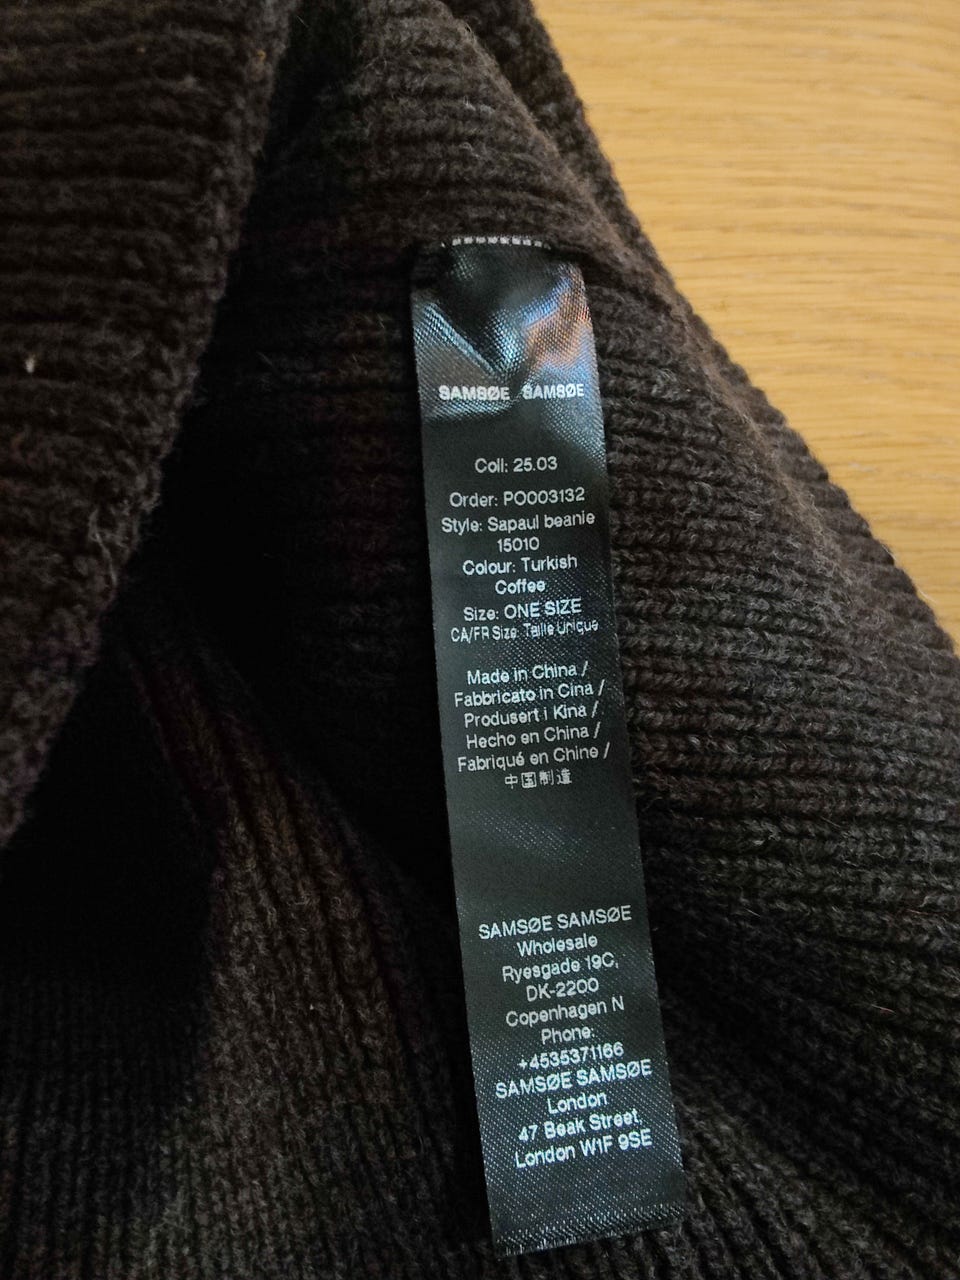 SAMSØE SAMSØE
Coll: 25.03
Order: PO003132
Style: Sapaul beanie
15010
Colour: Turkish
Coffee
Size: ONE SIZE
CA/FR Size: Taille Unique
Made in China /
Fabbricato in Cina /
Produsert i Kina /
Hecho en China /
Fabriqué en Chine /
中国制造
SAMSØE SAMSØE
Wholesale
Ryesgade 19C,
DK-2200
Copenhagen N
Phone:
+4535371166
SAMSØE SAMSØE
London
47 Beak Street,
London W1F 9SE